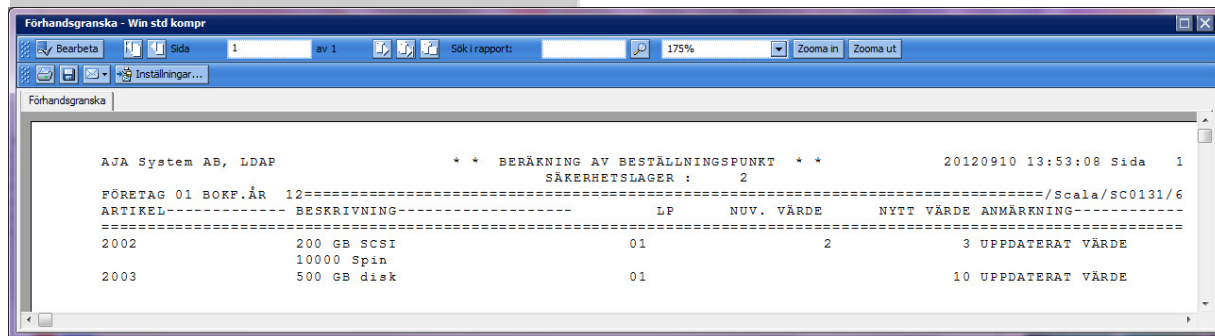 Förhandsgranska - Win std kompr
Bearbeta Sida 1 av 1 Sök i rapport: 175% Zooma in Zooma ut
Inställningar...
Förhandsgranska
AJA System AB, LDAP * * BERÄKNING AV BESTÄLLNINGSPUNKT * * 20120910 13:53:08 Sida 1
SÄKERHETSLAGER : 2
FÖRETAG 01 BOKF.ÅR 12================================================================================/Scala/SC0131/6
ARTIKEL------------- BESKRIVNING------------------- LP NUV. VÄRDE NYTT VÄRDE ANMÄRKNING------------
=====================================================================================================================
2002 200 GB SCSI 01 2 3 UPPDATERAT VÄRDE
10000 Spin
2003 500 GB disk 01 10 UPPDATERAT VÄRDE